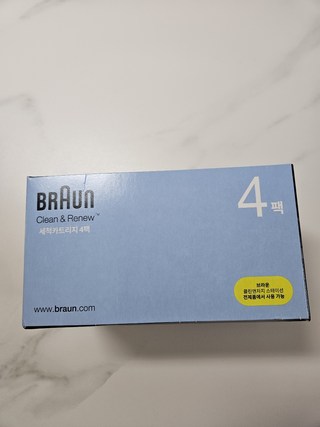 BRAUN
Clean & Renew™
세척카트리지 4팩
4팩
www.braun.com
브라운
클린앤차지 스테이션
전제품에서 사용 가능